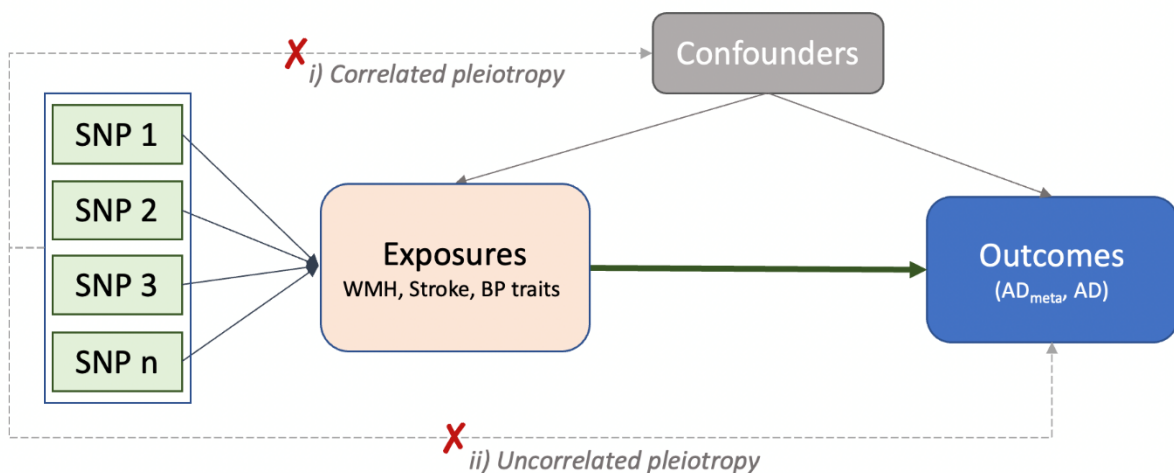 Confounders
i) Correlated pleiotropy
SNP 1
SNP 2
SNP 3
SNP n
Exposures
WMH, Stroke, BP traits
Outcomes
(AD_meta, AD)
ii) Uncorrelated pleiotropy